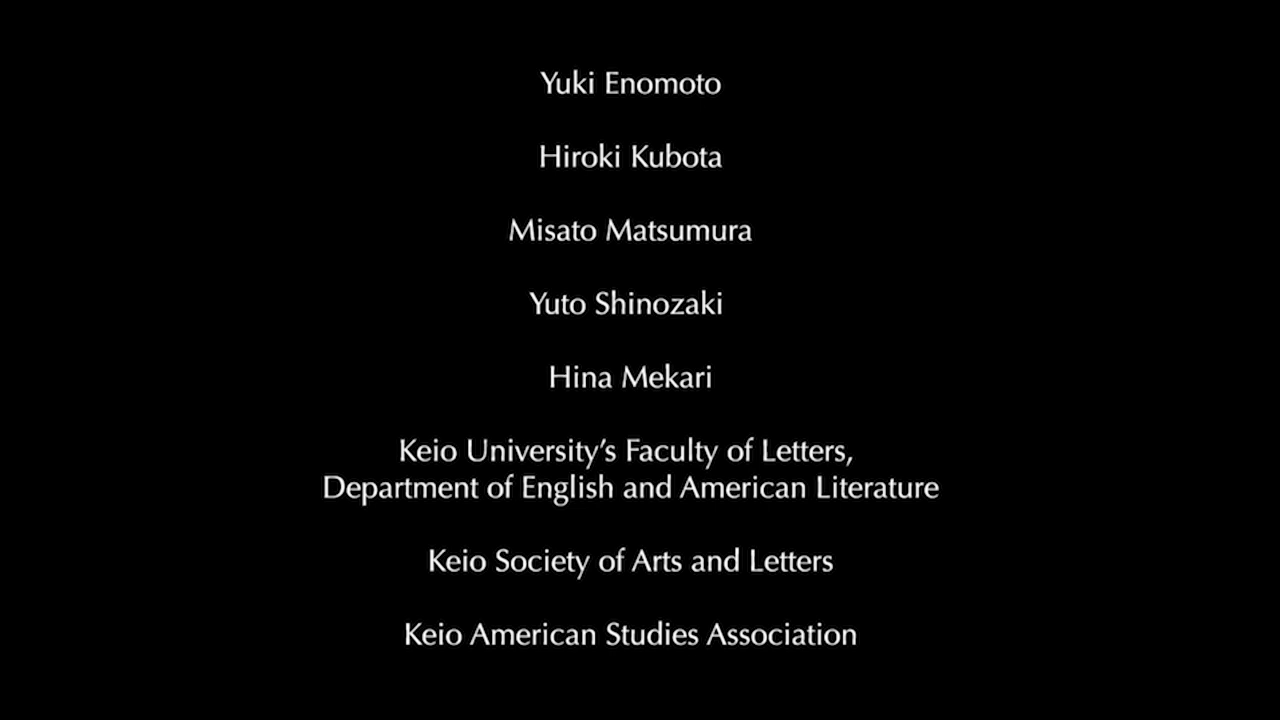 Yuki Enomoto
Hiroki Kubota
Misato Matsumura
Yuto Shinozaki
Hina Mekari
Keio University’s Faculty of Letters,
Department of English and American Literature
Keio Society of Arts and Letters
Keio American Studies Association